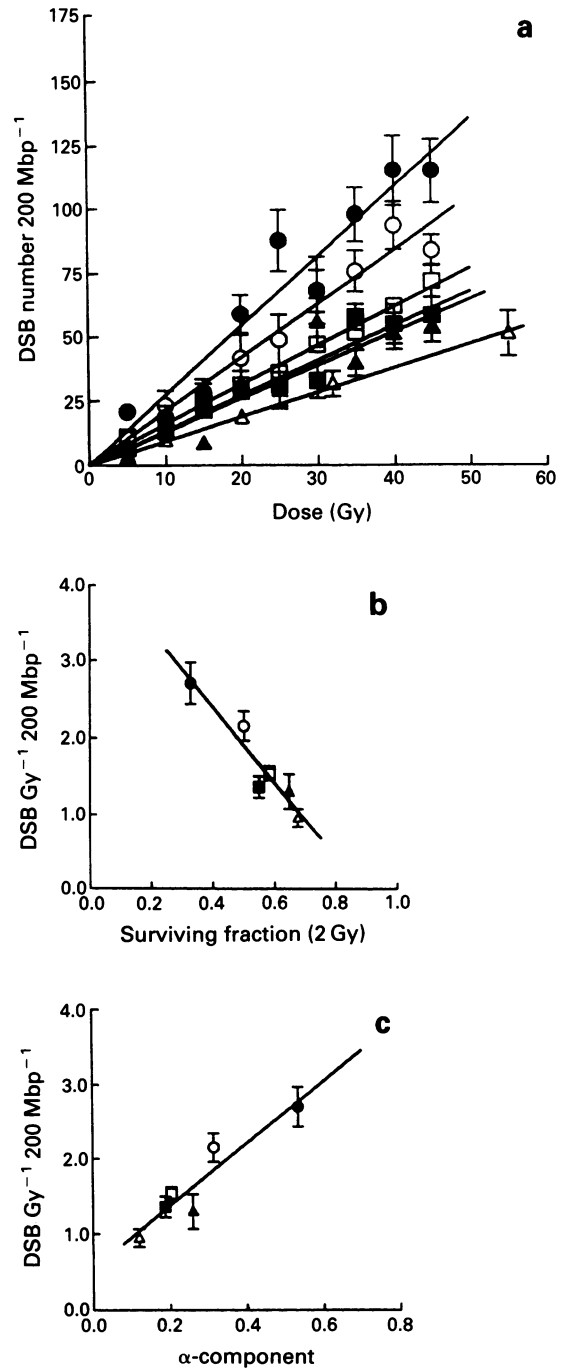 a
175
150
125
100
75
50
25
0
DSB number 200 Mbp⁻¹
0 10 20 30 40 50 60
Dose (Gy)
b
4.0
3.0
2.0
1.0
0.0
DSB Gy⁻¹ 200 Mbp⁻¹
0.0 0.2 0.4 0.6 0.8 1.0
Surviving fraction (2 Gy)
c
4.0
3.0
2.0
1.0
0.0
DSB Gy⁻¹ 200 Mbp⁻¹
0.0 0.2 0.4 0.6 0.8
α-component